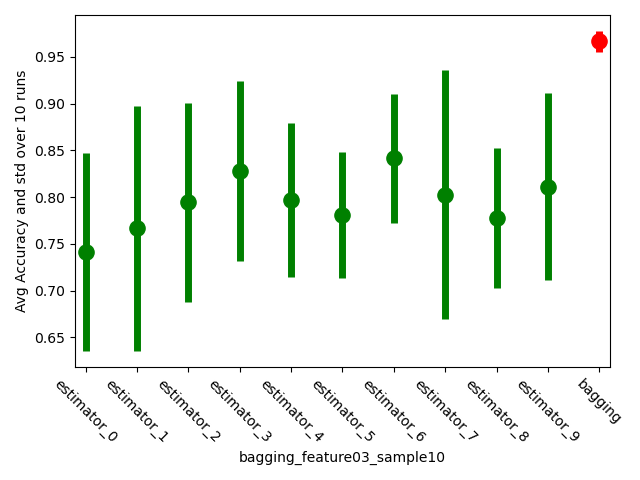 Avg Accuracy and std over 10 runs
0.95
0.90
0.85
0.80
0.75
0.70
0.65
estimator_0
estimator_1
estimator_2
estimator_3
estimator_4
estimator_5
estimator_6
estimator_7
estimator_8
estimator_9
bagging
bagging_feature03_sample10